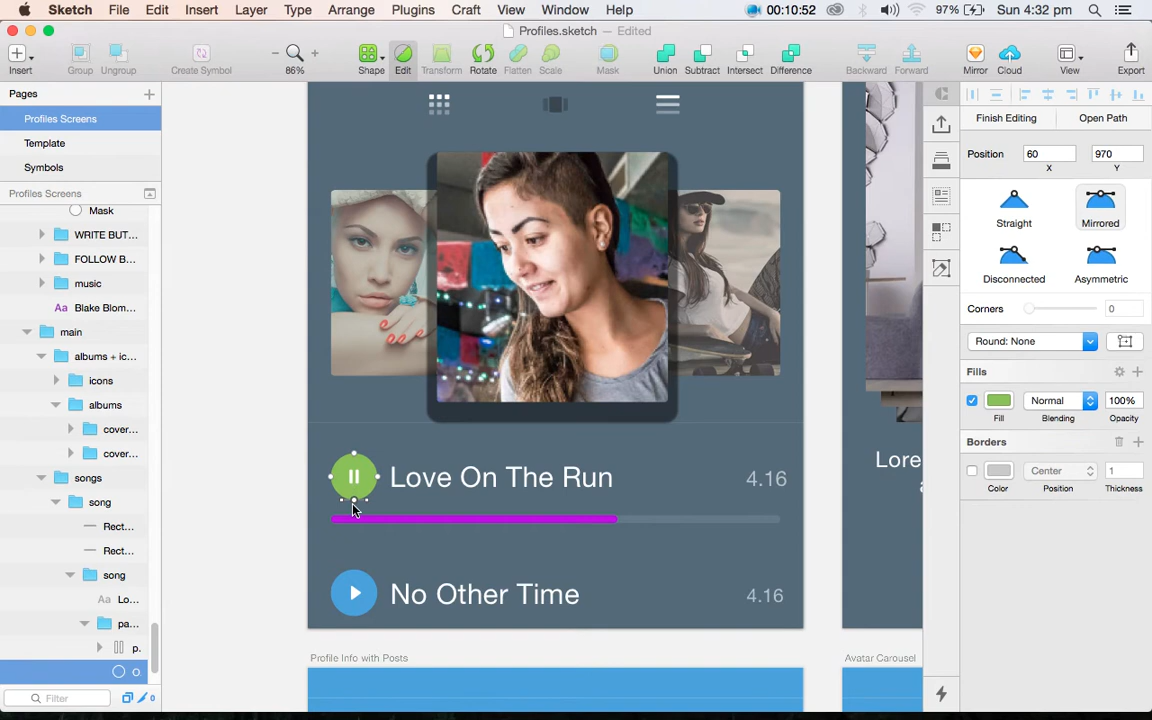 Sketch File Edit Insert Layer Type Arrange Plugins Craft View Window Help 00:10:52 97% Sun 4:32 pm
Profiles.sketch — Edited
Insert Group Ungroup Create Symbol 86% Shape Edit Transform Rotate Flatten Scale Mask Union Subtract Intersect Difference Backward Forward Mirror Cloud View Export
Pages
Profiles Screens
Template
Symbols
Profiles Screens
Mask
WRITE BUT...
FOLLOW B...
music
Aa Blake Blom...
main
albums + ic...
icons
albums
cover...
cover...
songs
song
Rect...
Rect...
song
Aa Lo...
pa...
p.
O.
Filter 0
Love On The Run 4.16
No Other Time 4.16
Profile Info with Posts
Lore
Avatar Carousel
Finish Editing Open Path
Position 60 970
X Y
Straight Mirrored
Disconnected Asymmetric
Corners 0
Round: None
Fills
Normal 100%
Fill Blending Opacity
Borders
Center 1
Color Position Thickness